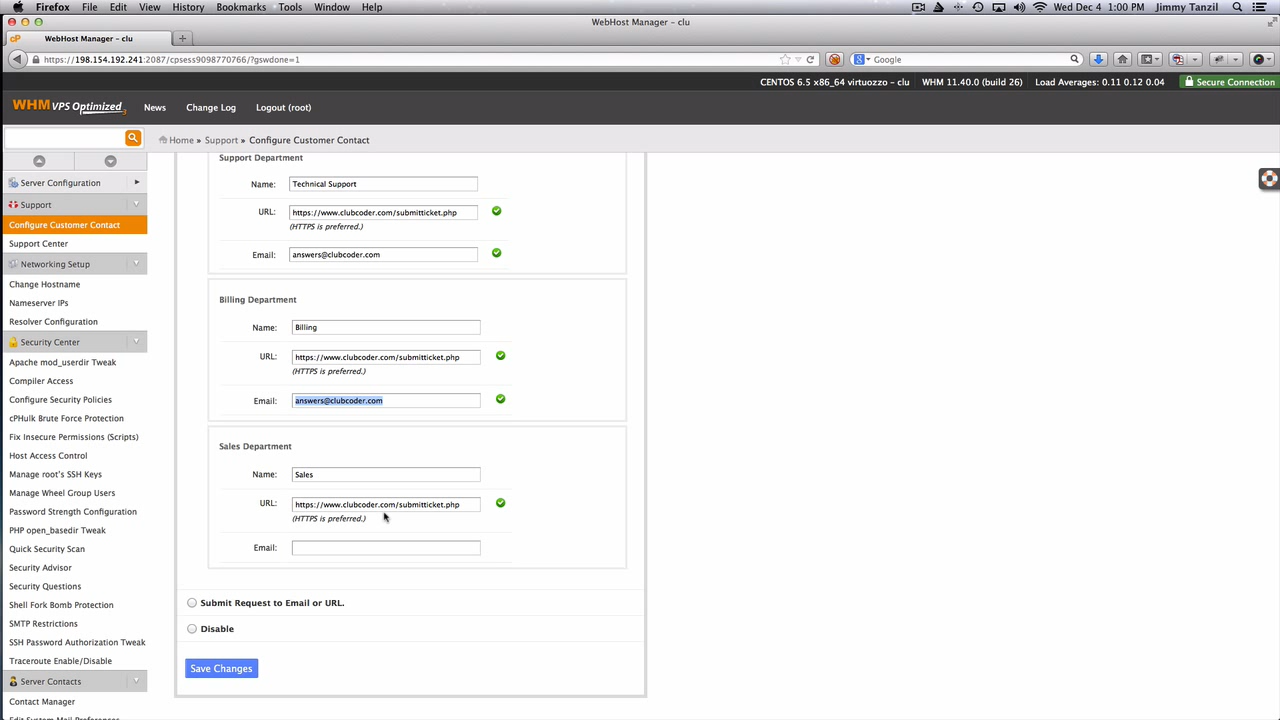 Firefox File Edit View History Bookmarks Tools Window Help Wed Dec 4 1:00 PM Jimmy Tanzil
WebHost Manager – clu
cP WebHost Manager – clu
https://198.154.192.241:2087/cpsess9098770766/?gswdone=1 Google
CENTOS 6.5 x86_64 virtuozzo – clu WHM 11.40.0 (build 26) Load Averages: 0.11 0.12 0.04 Secure Connection
WHM VPS Optimized News Change Log Logout (root)
Home » Support » Configure Customer Contact
Server Configuration
Support
Configure Customer Contact
Support Center
Networking Setup
Change Hostname
Nameserver IPs
Resolver Configuration
Security Center
Apache mod_userdir Tweak
Compiler Access
Configure Security Policies
cPHulk Brute Force Protection
Fix Insecure Permissions (Scripts)
Host Access Control
Manage root's SSH Keys
Manage Wheel Group Users
Password Strength Configuration
PHP open_basedir Tweak
Quick Security Scan
Security Advisor
Security Questions
Shell Fork Bomb Protection
SMTP Restrictions
SSH Password Authorization Tweak
Traceroute Enable/Disable
Server Contacts
Contact Manager
Edit System Mail Preferences
Support Department
Name: Technical Support
URL: https://www.clubcoder.com/submitticket.php
(HTTPS is preferred.)
Email: answers@clubcoder.com
Billing Department
Name: Billing
URL: https://www.clubcoder.com/submitticket.php
(HTTPS is preferred.)
Email: answers@clubcoder.com
Sales Department
Name: Sales
URL: https://www.clubcoder.com/submitticket.php
(HTTPS is preferred.)
Email:
Submit Request to Email or URL.
Disable
Save Changes